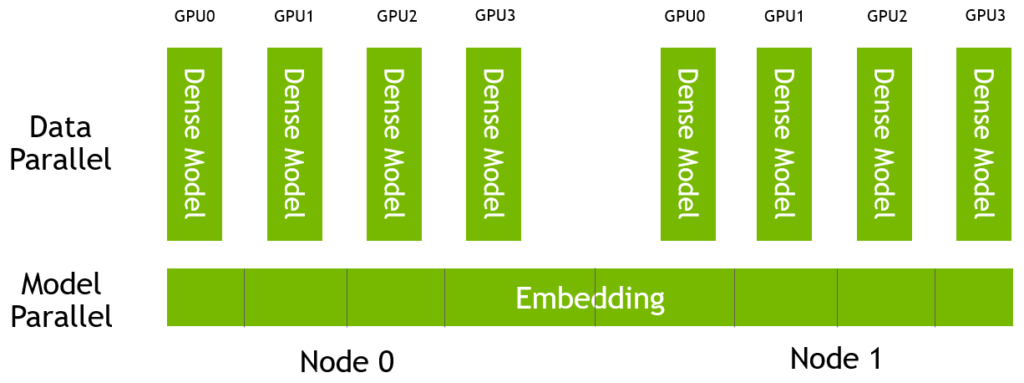 GPU0 GPU1 GPU2 GPU3 GPU0 GPU1 GPU2 GPU3
Data
Parallel
Dense Model
Dense Model
Dense Model
Dense Model
Dense Model
Dense Model
Dense Model
Dense Model
Model
Parallel
Embedding
Node 0 Node 1